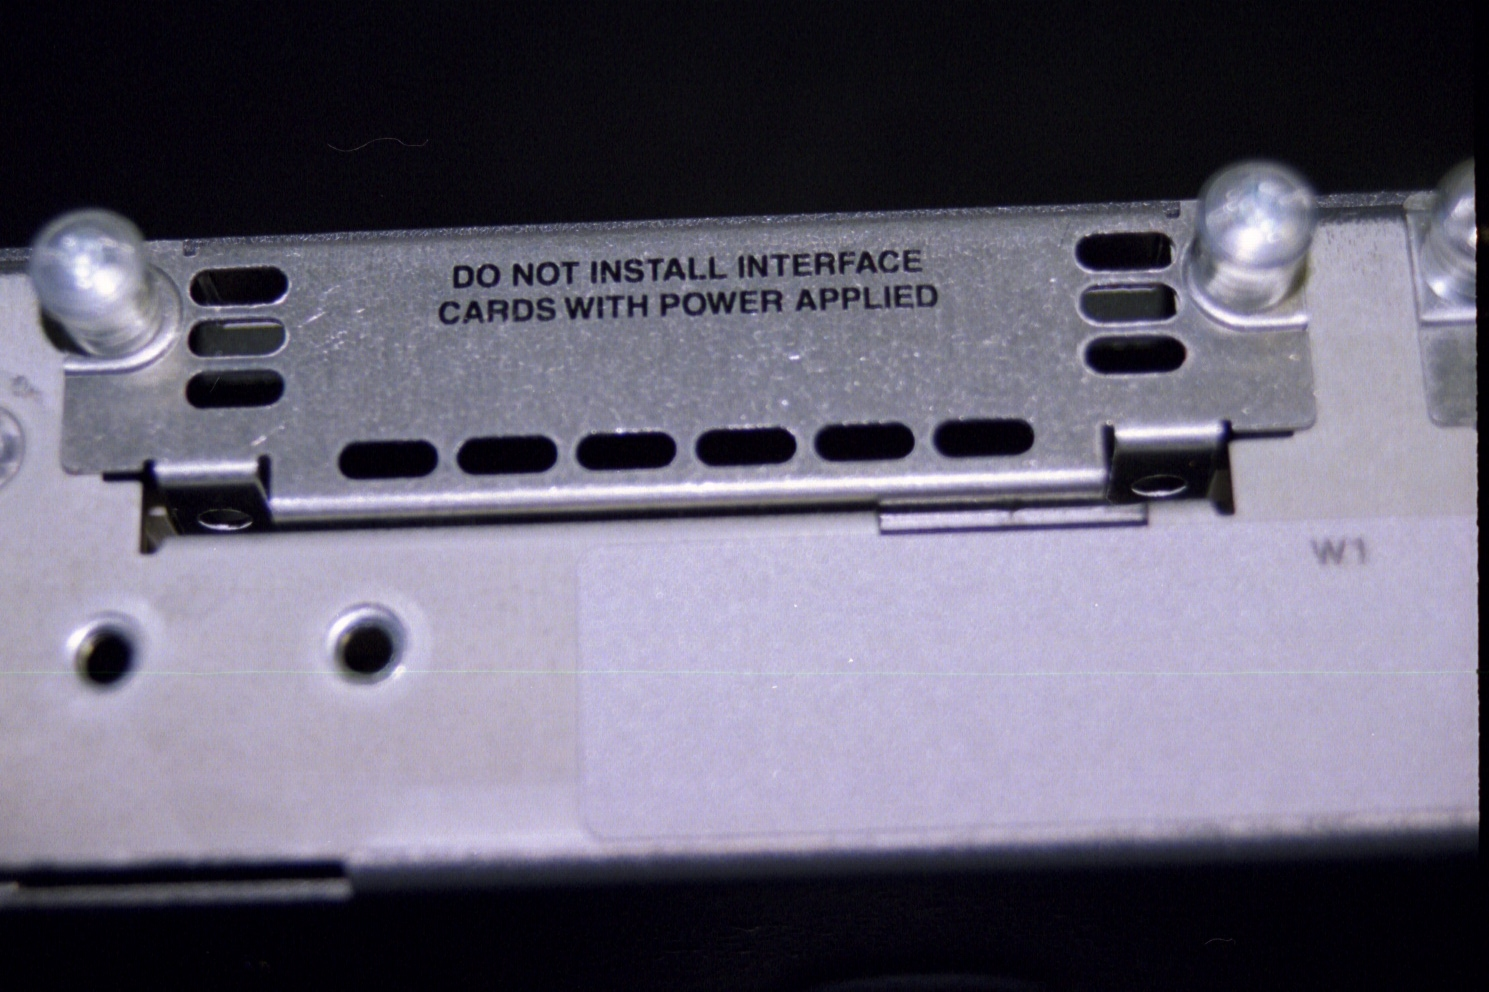 DO NOT INSTALL INTERFACE
CARDS WITH POWER APPLIED
W1